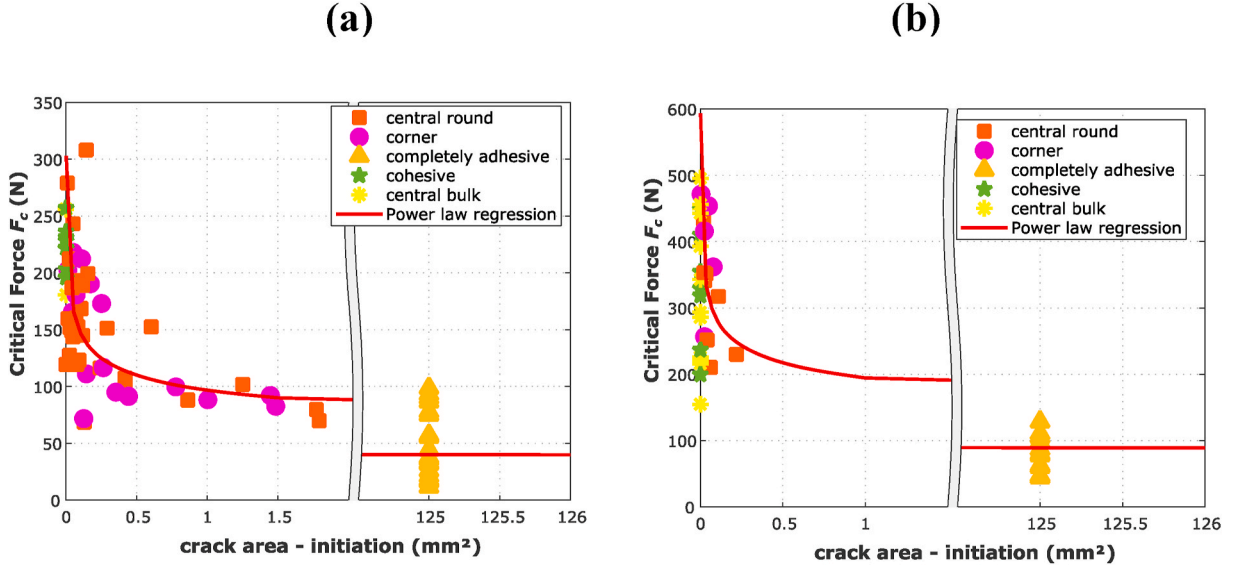 (a)
350
300
250
200
150
100
50
0
Critical Force F_c (N)
central round
corner
completely adhesive
cohesive
central bulk
Power law regression
0 0.5 1 1.5 125 125.5 126
crack area - initiation (mm²)
(b)
600
500
400
300
200
100
0
Critical Force F_c (N)
central round
corner
completely adhesive
cohesive
central bulk
Power law regression
0 0.5 1 125 125.5 126
crack area - initiation (mm²)